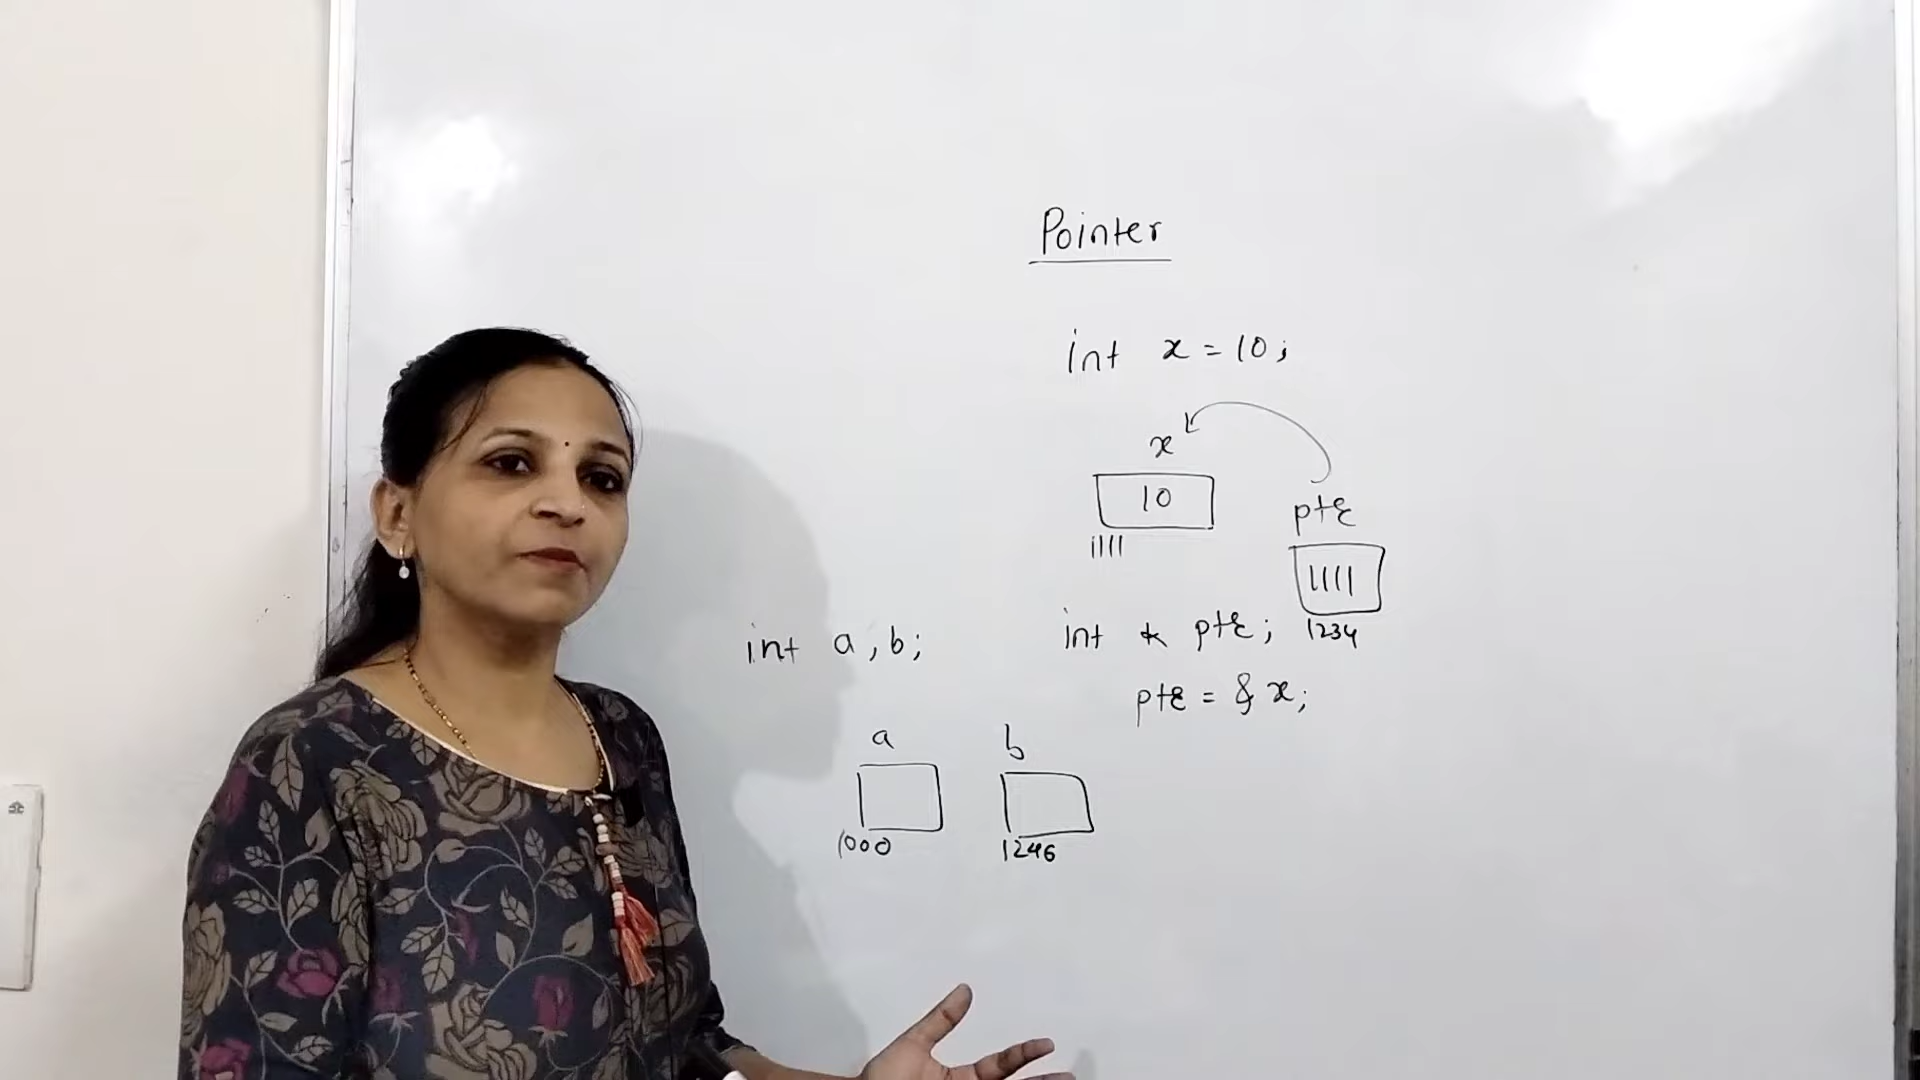 Pointer
int x = 10;
x
10
1111
ptr
1111
1234
int a, b;
int * ptr;
ptr = & x;
a
b
1000
1246